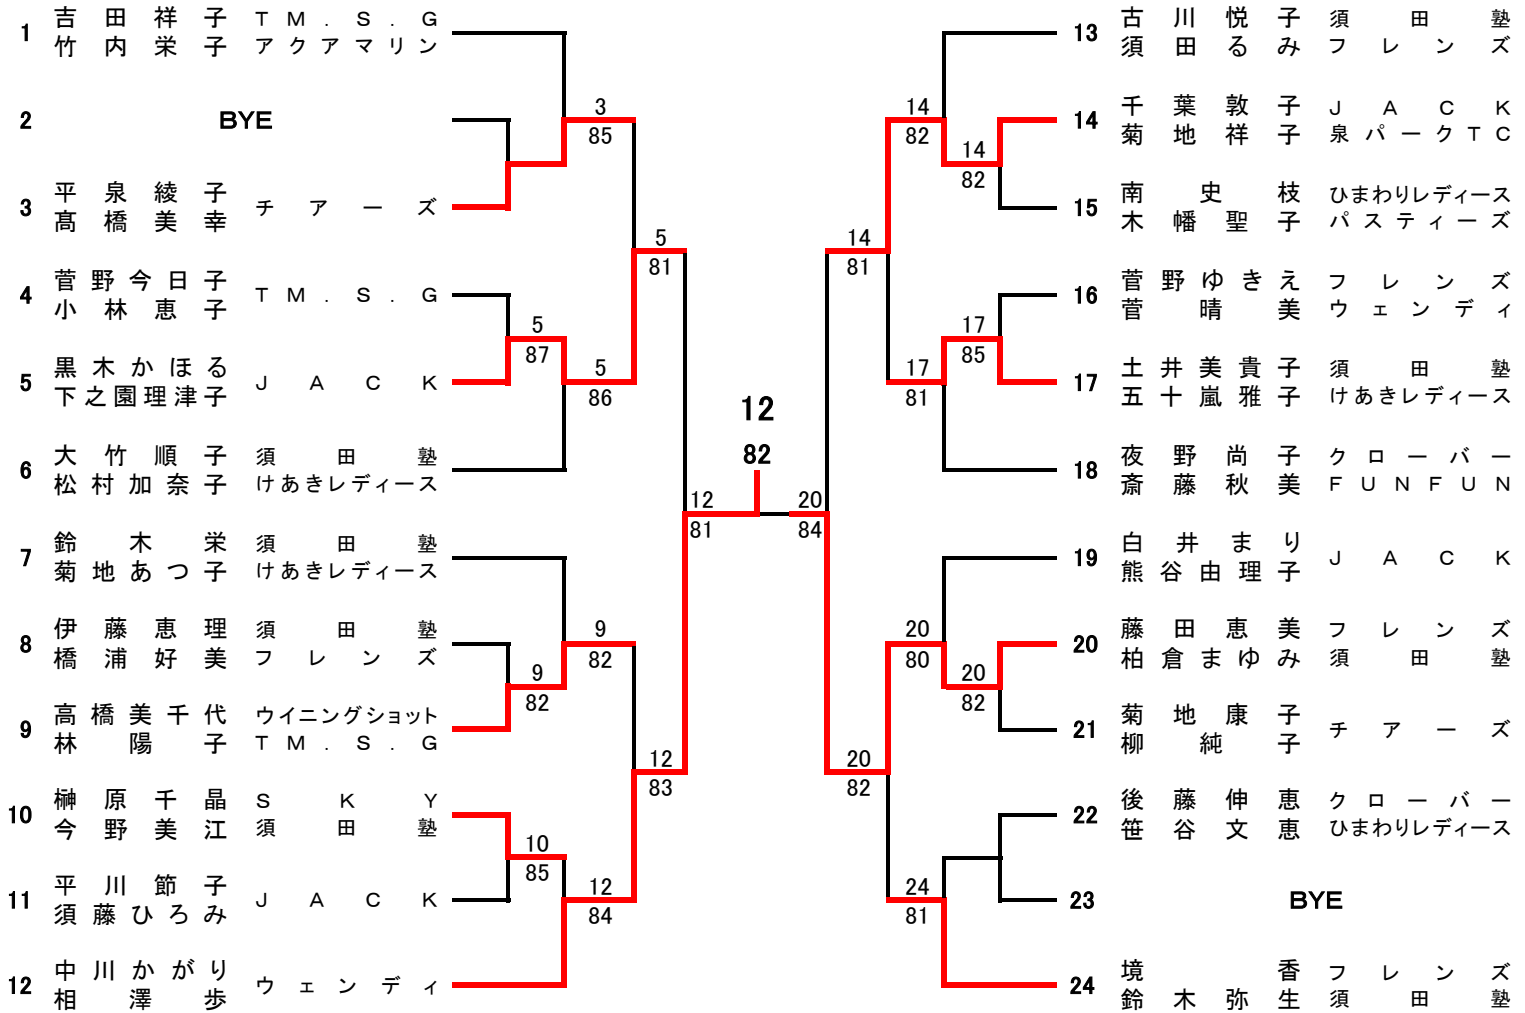 1 吉田祥子 TM.S.G
竹内栄子 アクアマリン
2 BYE
3 平泉綾子 チアーズ
髙橋美幸
4 菅野今日子 TM.S.G
小林恵子
5 黒木かほる JACK
下之園理津子
6 大竹順子 須田塾
松村加奈子 けあきレディース
7 鈴木栄 須田塾
菊地あつ子 けあきレディース
8 伊藤恵理 須田塾
橋浦好美 フレンズ
9 高橋美千代 ウイニングショット
林陽子 TM.S.G
10 榊原千晶 SKY
今野美江 須田塾
11 平川節子 JACK
須藤ひろみ
12 中川かがり ウェンディ
相澤歩
3
85
5
87
5
86
5
81
9
82
9
82
10
85
12
84
12
83
12
81
12
82
20
84
14
81
20
82
14
82
14
82
17
85
17
81
20
80
20
82
24
81
13 古川悦子 須田塾
須田るみ フレンズ
14 千葉敦子 JACK
菊地祥子 泉パークTC
15 南史枝 ひまわりレディース
木幡聖子 パスティーズ
16 菅野ゆきえ フレンズ
菅晴美 ウェンディ
17 土井美貴子 須田塾
五十嵐雅子 けあきレディース
18 夜野尚子 クローバー
斎藤秋美 FUNFUN
19 白井まり JACK
熊谷由理子
20 藤田恵美 フレンズ
柏倉まゆみ 須田塾
21 菊地康子 チアーズ
柳純子
22 後藤伸恵 クローバー
笹谷文恵 ひまわりレディース
23 BYE
24 境香 フレンズ
鈴木弥生 須田塾